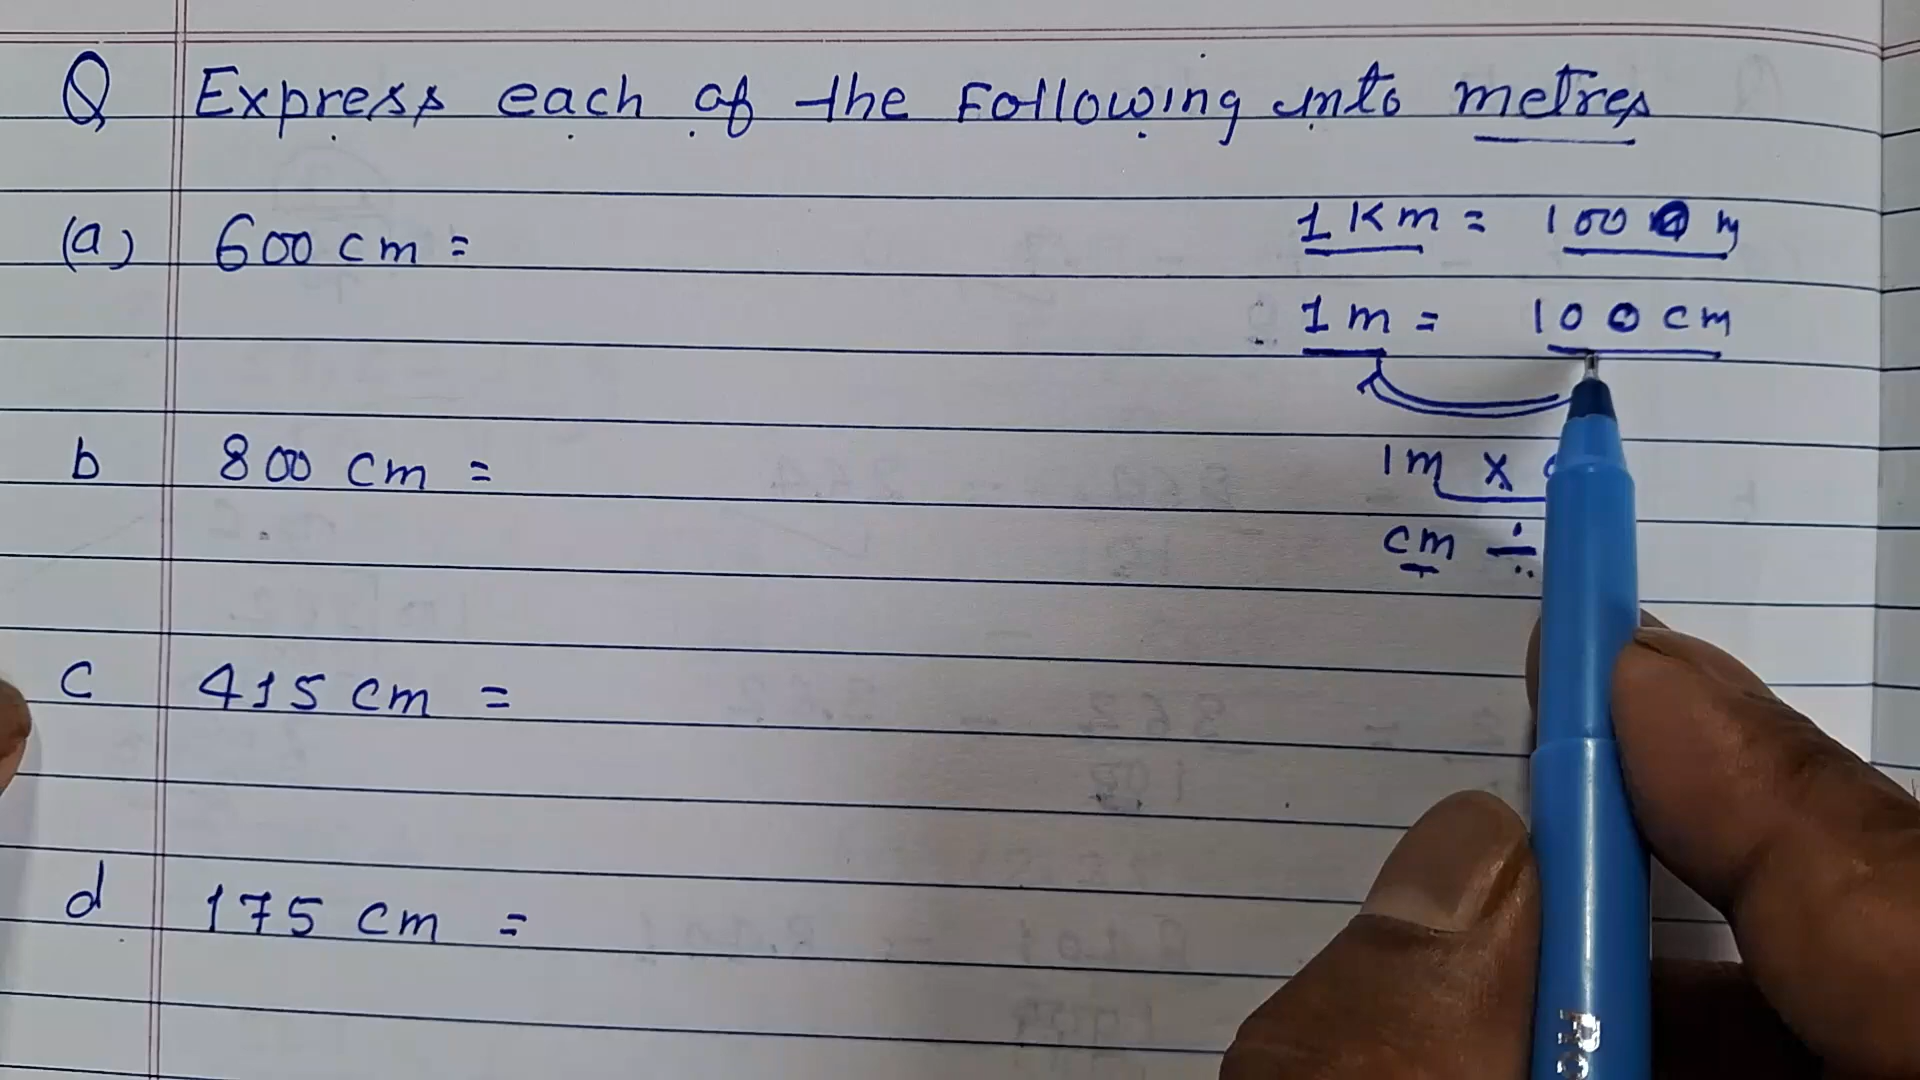 Q Express each of the Following into metres
(a) 600 cm =
1 Km = 1000 m
1 m = 100 cm
b 800 cm =
1m x
cm ÷
c 415 cm =
d 175 cm =